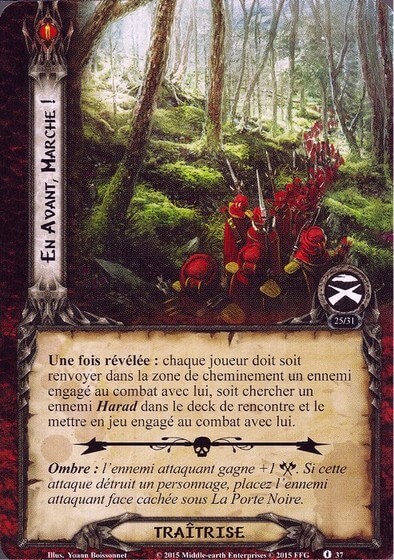 EN AVANT, MARCHE !
25/31
Une fois révélée : chaque joueur doit soit
renvoyer dans la zone de cheminement un ennemi
engagé au combat avec lui, soit chercher un
ennemi Harad dans le deck de rencontre et le
mettre en jeu engagé au combat avec lui.
Ombre : l'ennemi attaquant gagne +1 . Si cette
attaque détruit un personnage, placez l'ennemi
attaquant face cachée sous La Porte Noire.
TRAÎTRISE
Illus. Yoann Boissonnet
© 2015 Middle-earth Enterprises © 2015 FFG
37